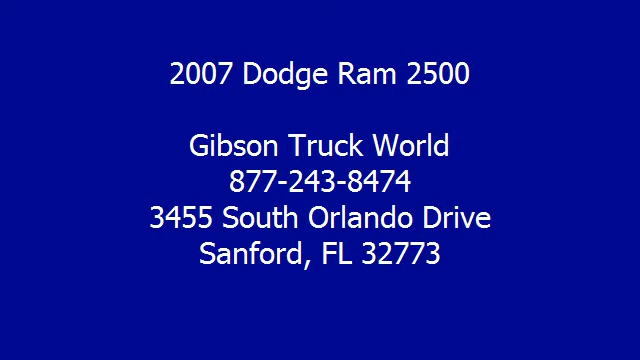 2007 Dodge Ram 2500
Gibson Truck World
877-243-8474
3455 South Orlando Drive
Sanford, FL 32773